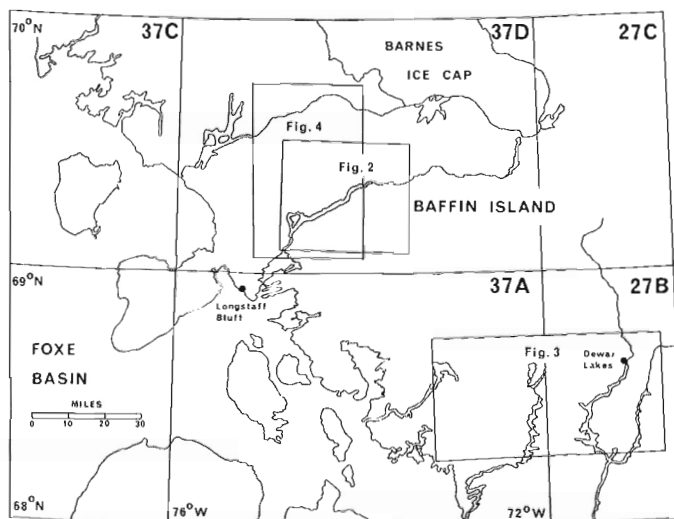 70°N
37C
37D
27C
BARNES
ICE CAP
Fig. 4
Fig. 2
BAFFIN ISLAND
69°N
37A
27B
Longstaff
Bluff
FOXE
BASIN
Fig. 3
Dewar
Lakes
MILES
0 10 20 30
68°N
76°W
72°W